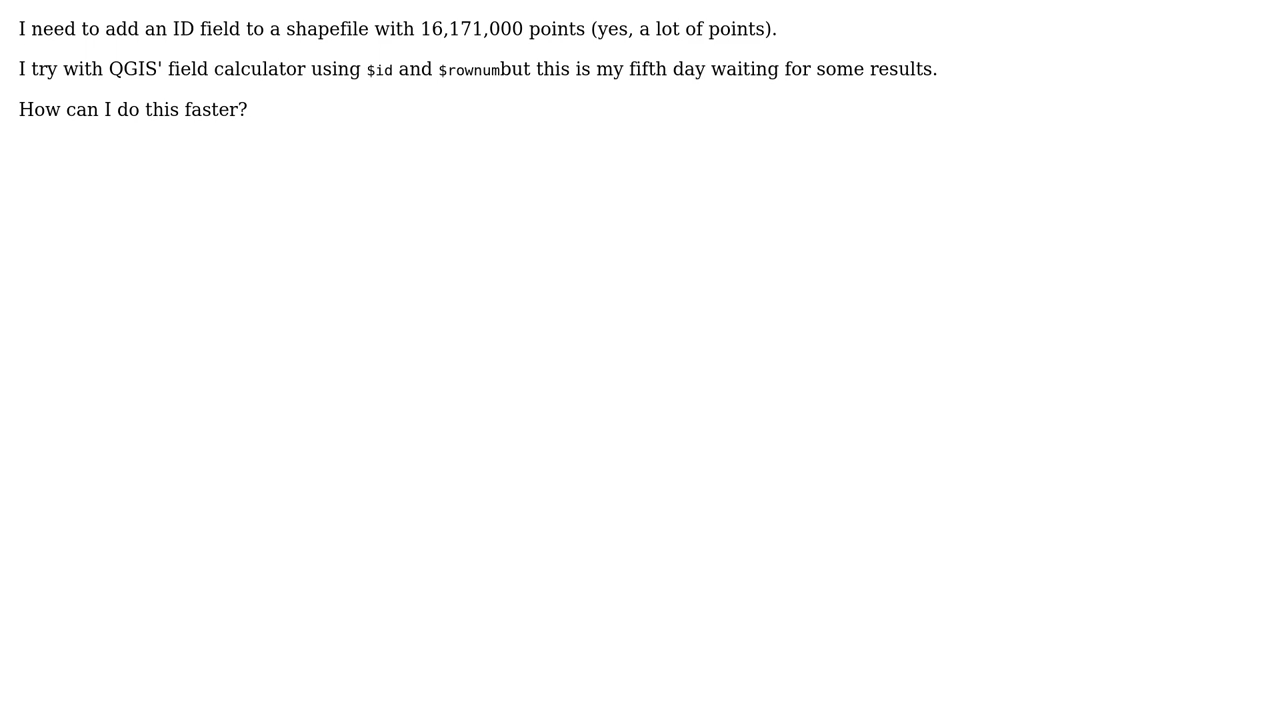 I need to add an ID field to a shapefile with 16,171,000 points (yes, a lot of points).
I try with QGIS' field calculator using $id and $rownumbut this is my fifth day waiting for some results.
How can I do this faster?